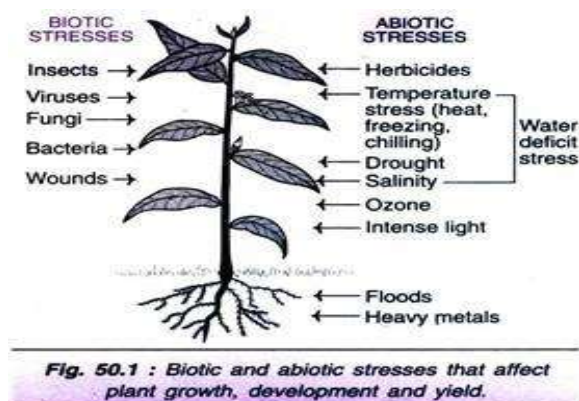 BIOTIC
STRESSES
Insects
Viruses
Fungi
Bacteria
Wounds
ABIOTIC
STRESSES
Herbicides
Temperature
stress (heat,
freezing,
chilling)
Drought
Salinity
Water
deficit
stress
Ozone
Intense light
Floods
Heavy metals
Fig. 50.1 : Biotic and abiotic stresses that affect
plant growth, development and yield.